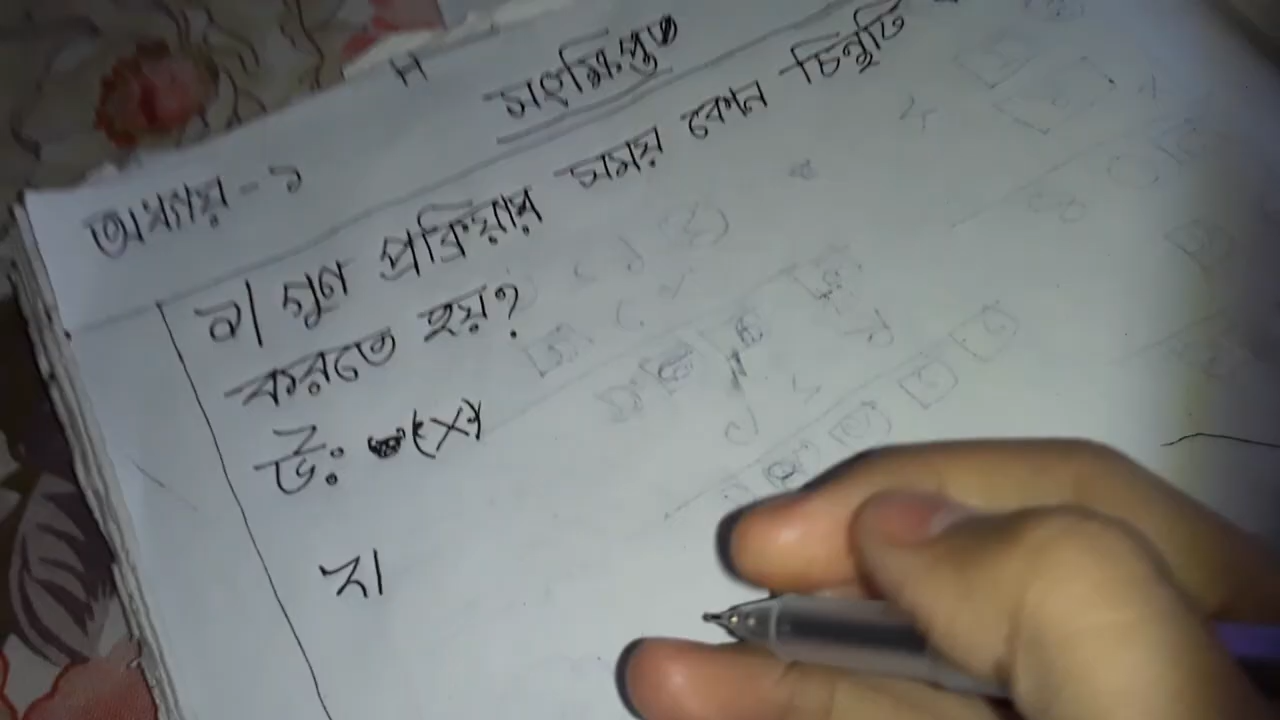 H
সংক্ষিপ্ত
অধ্যায় - ১
ক| গুণ প্রক্রিয়ার সময় কোন চিহ্নটি
করতে হয়?
উঃ (×)
২|